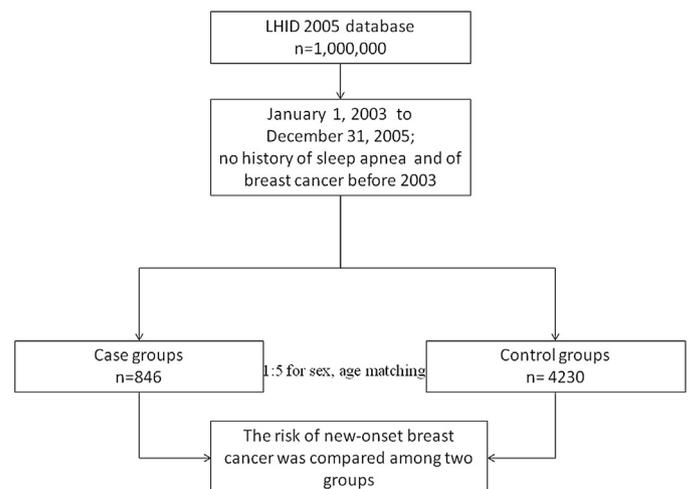 LHID 2005 database
n=1,000,000
January 1, 2003 to
December 31, 2005;
no history of sleep apnea and of
breast cancer before 2003
Case groups
n=846
1:5 for sex, age matching
Control groups
n= 4230
The risk of new-onset breast
cancer was compared among two
groups